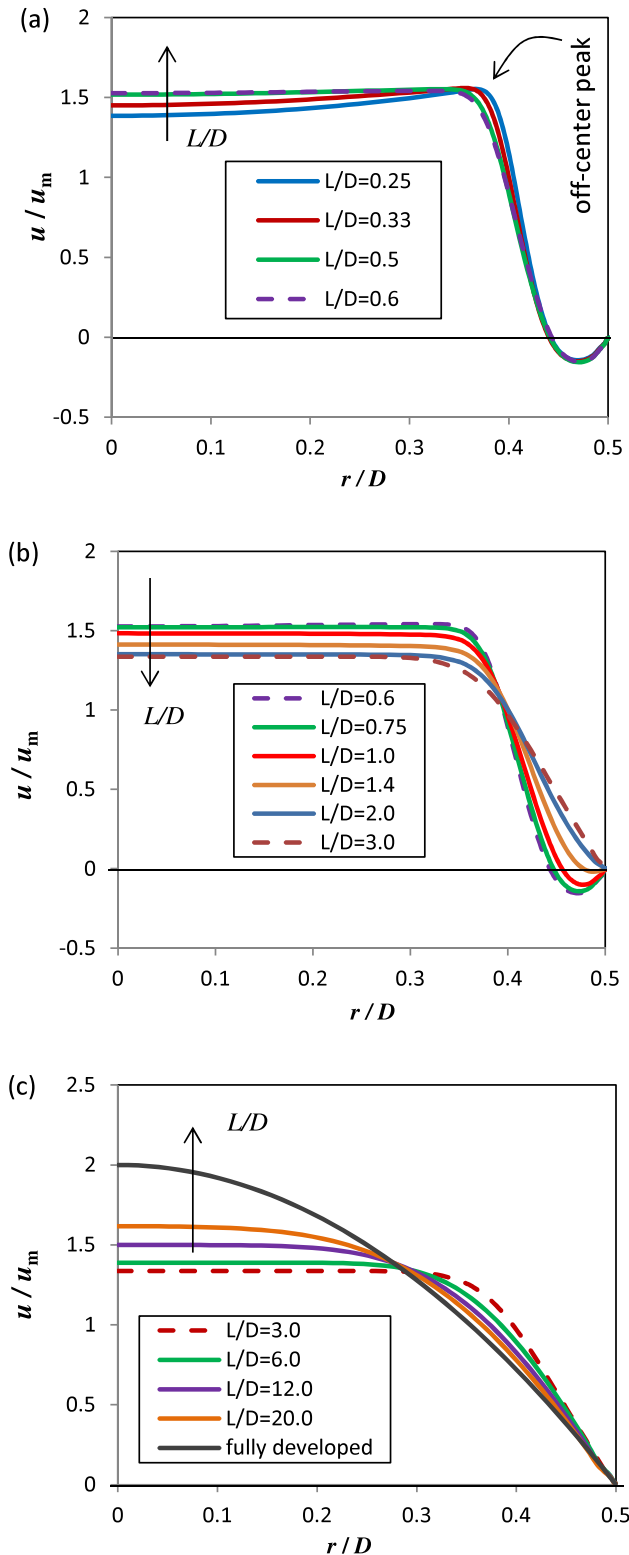 (a)
2
1.5
1
0.5
0
-0.5
u / um
0
0.1
0.2
0.3
0.4
0.5
r / D
L/D
off-center peak
L/D=0.25
L/D=0.33
L/D=0.5
L/D=0.6
(b)
2
1.5
1
0.5
0
-0.5
u / um
0
0.1
0.2
0.3
0.4
0.5
r / D
L/D
L/D=0.6
L/D=0.75
L/D=1.0
L/D=1.4
L/D=2.0
L/D=3.0
(c)
2.5
2
1.5
1
0.5
0
u / um
0
0.1
0.2
0.3
0.4
0.5
r / D
L/D
L/D=3.0
L/D=6.0
L/D=12.0
L/D=20.0
fully developed